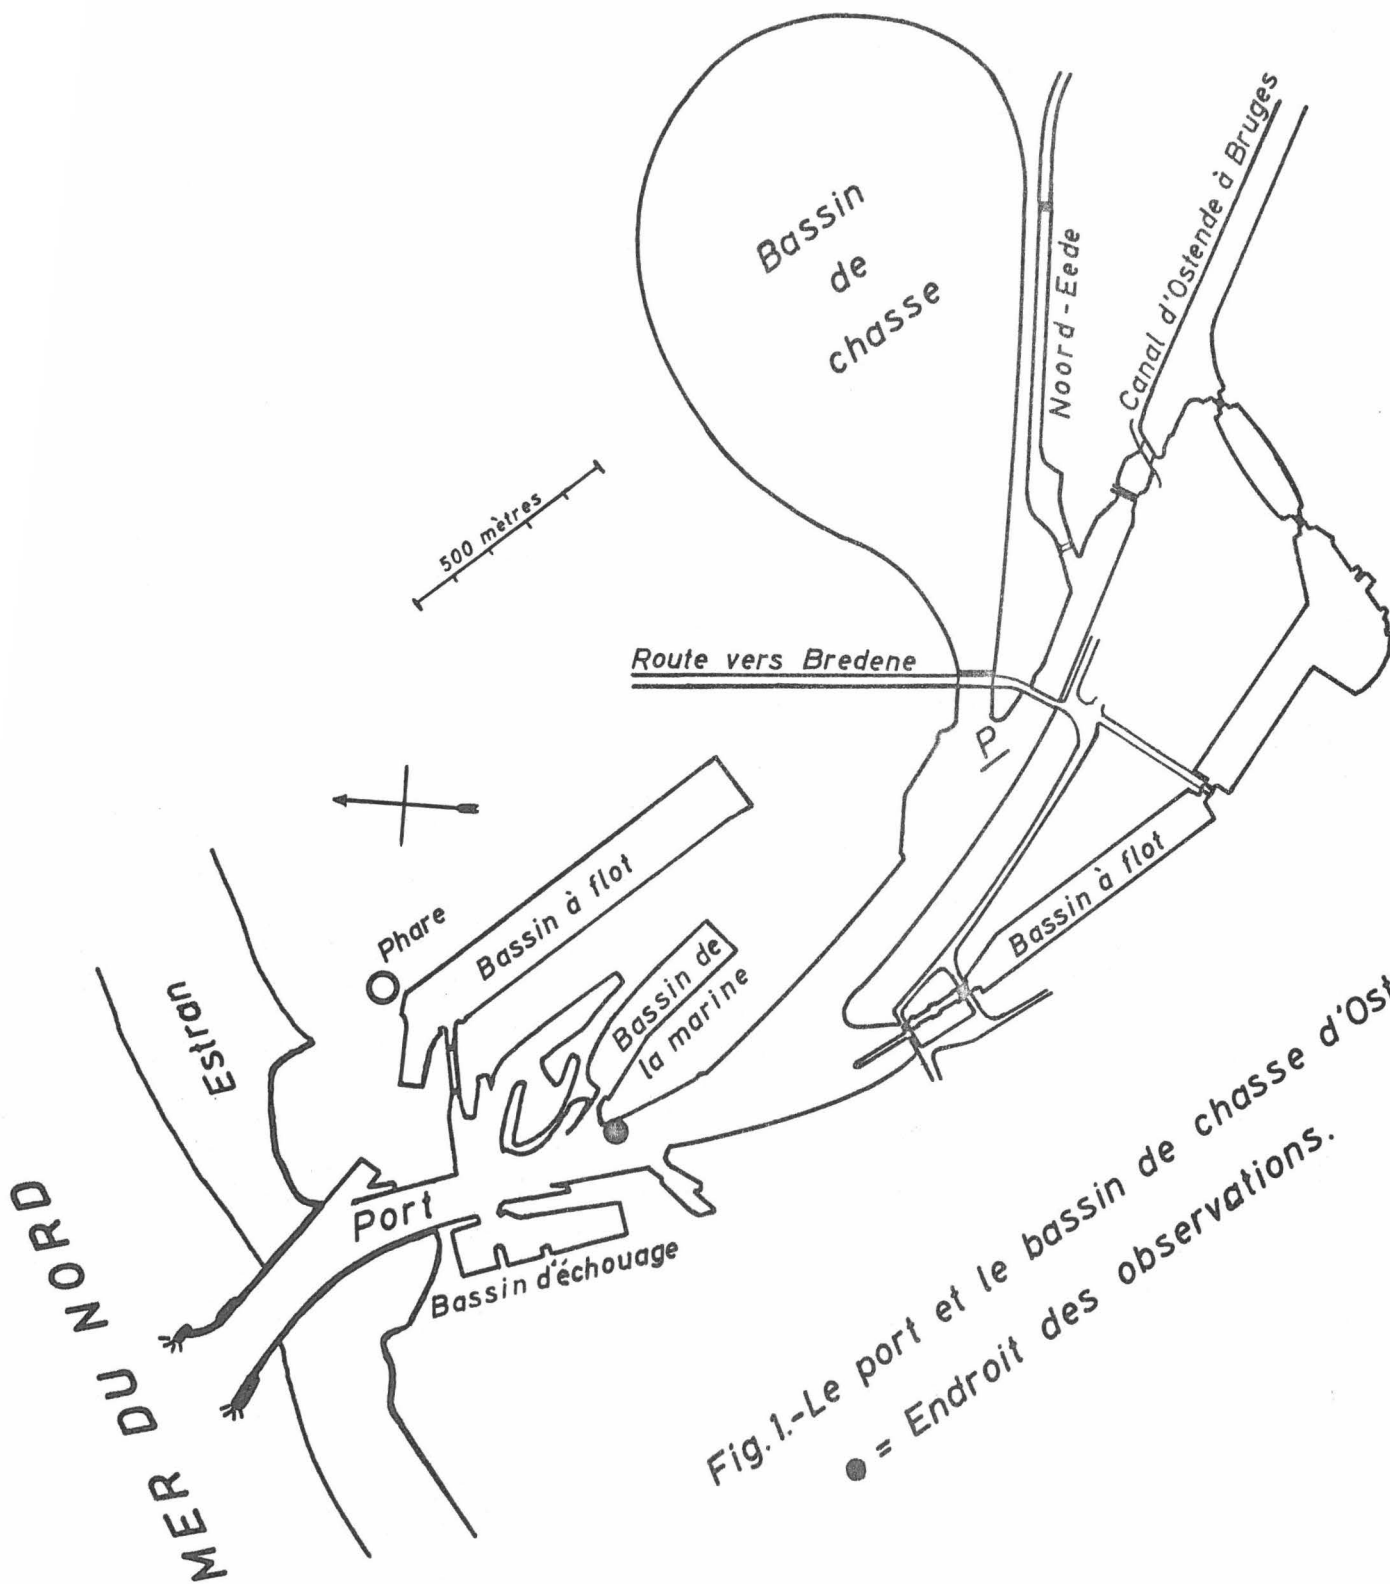 Bassin
de
chasse
Noord-Eede
Canal d'Ostende à Bruges
500 mètres
Route vers Bredene
P
Phare
Bassin à flot
Bassin à flot
Estran
Bassin de
la marine
Port
Bassin d'échouage
MER DU NORD
Fig.1.-Le port et le bassin de chasse d'Ost
= Endroit des observations.